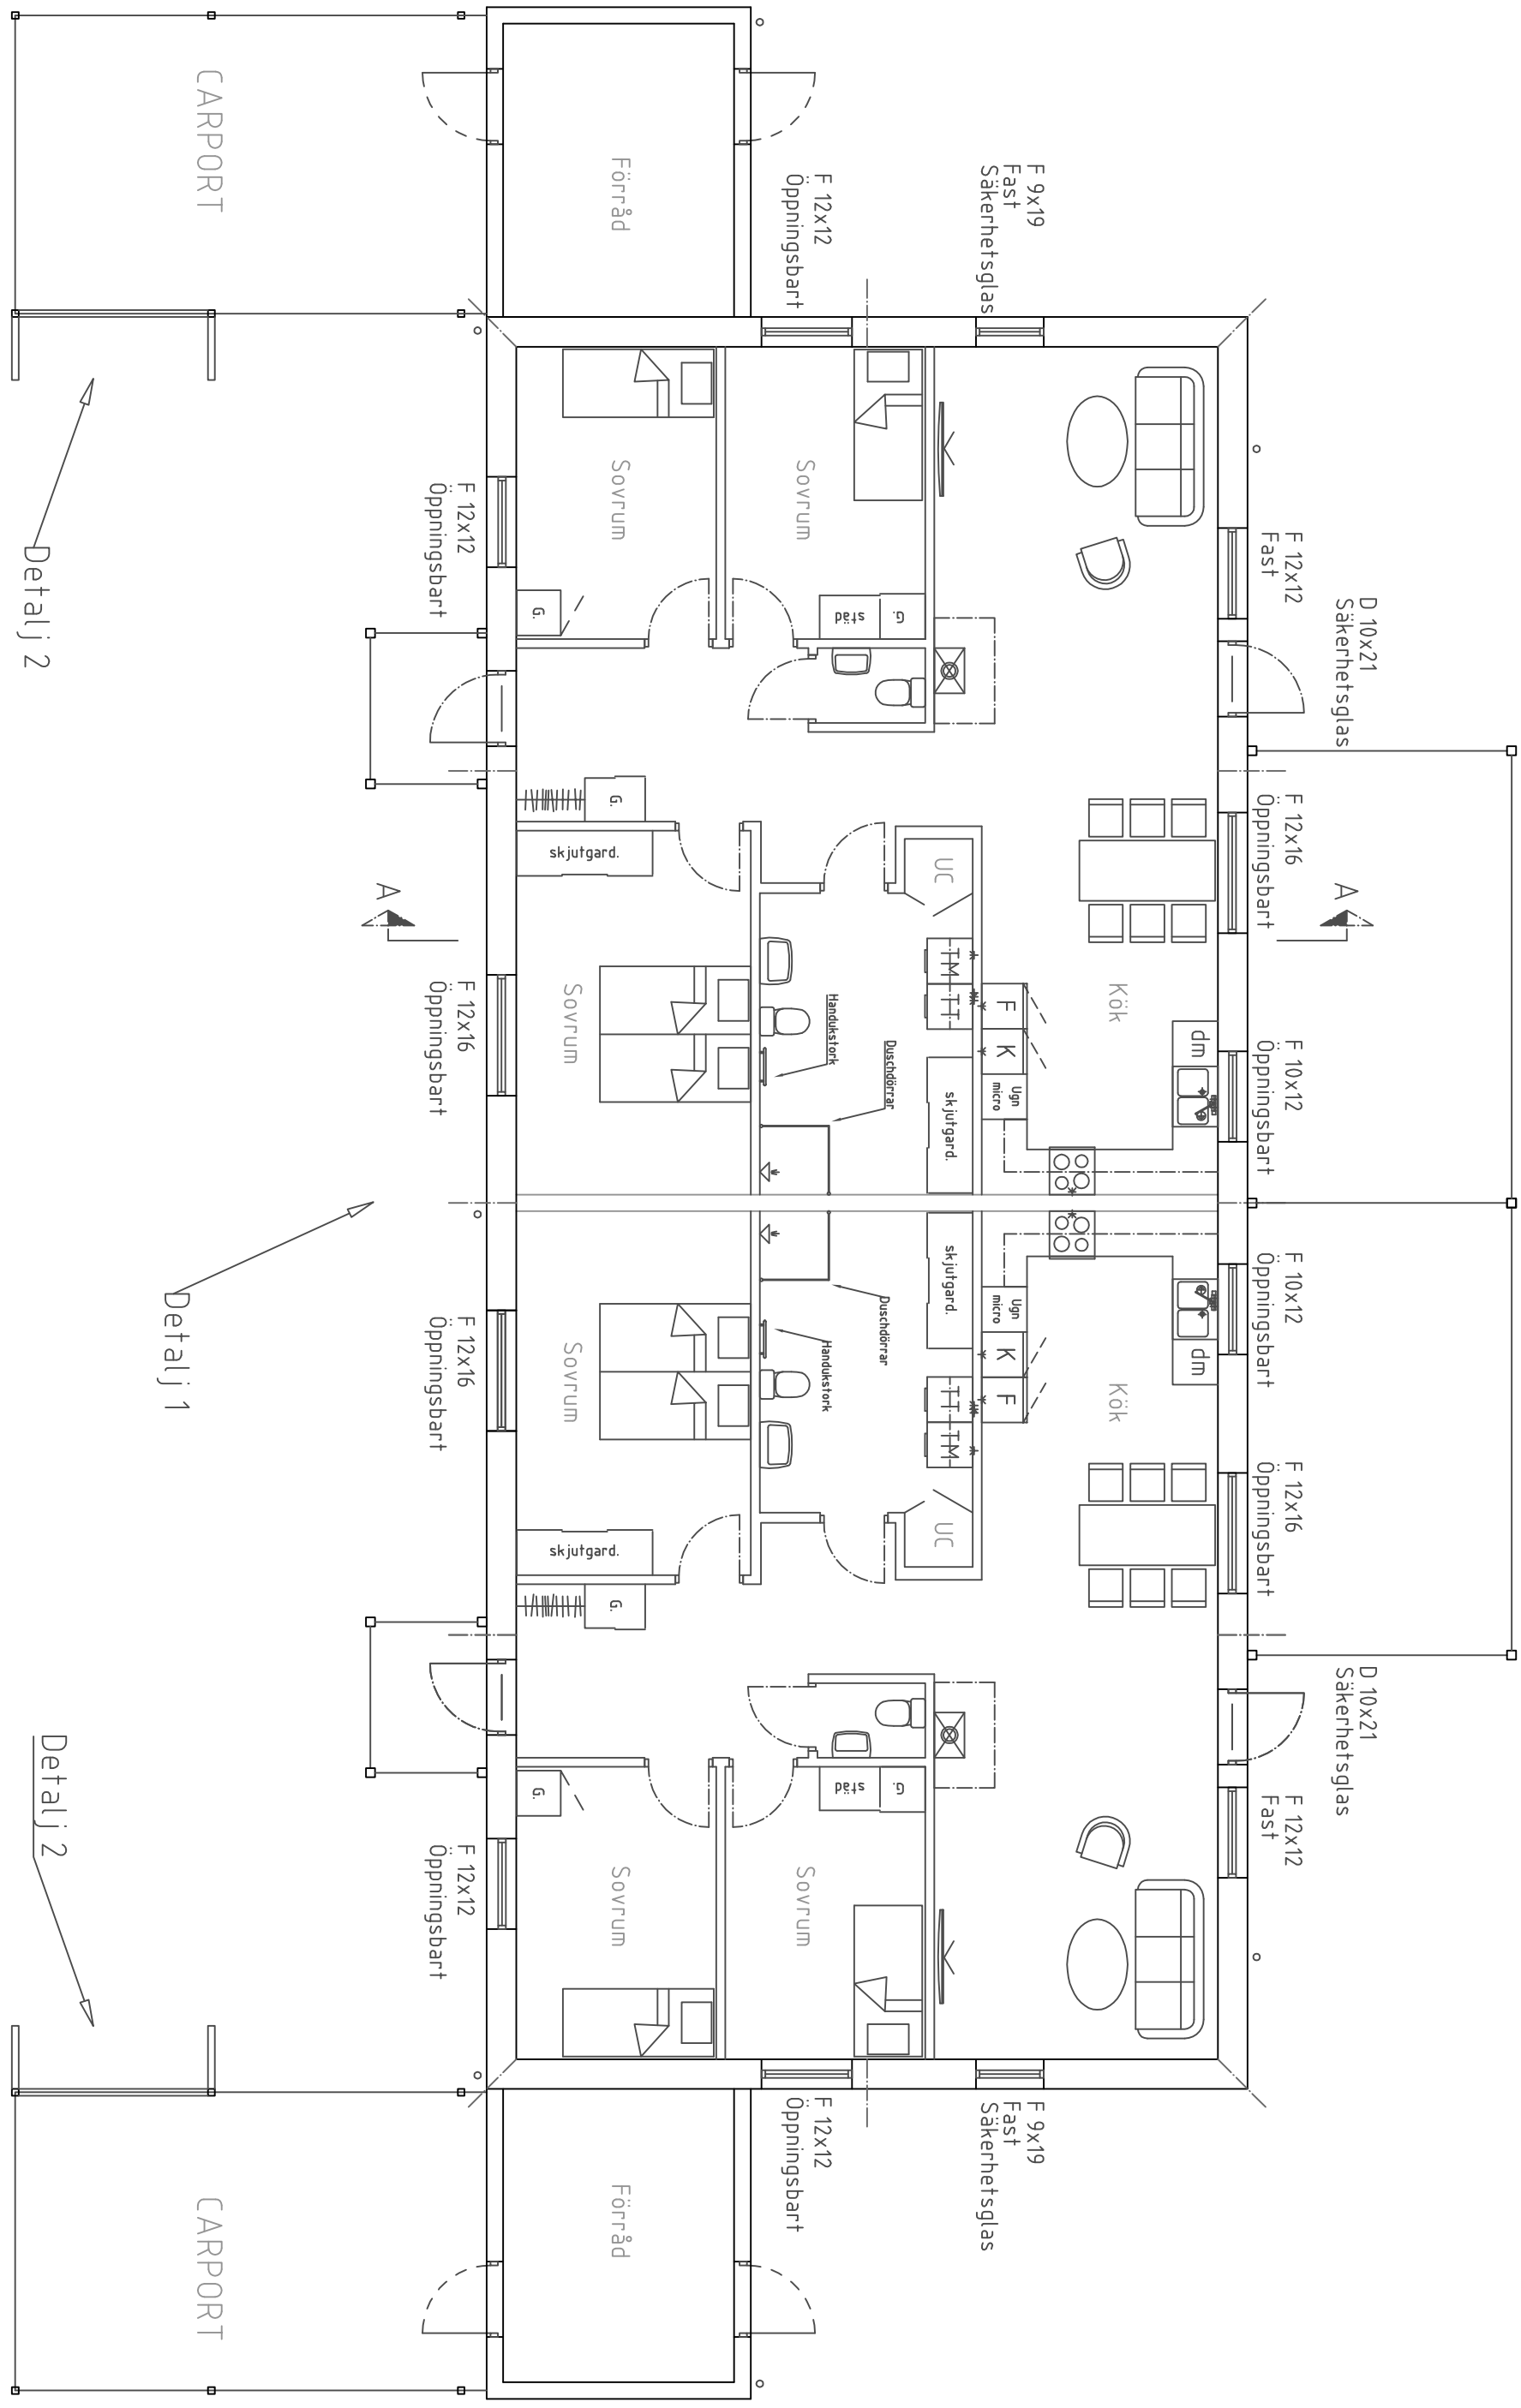 D 10x21
Säkerhetsglas
D 10x21
Säkerhetsglas
A
F 12x12
Fast
F 12x16
Öppningsbart
F 10x12
Öppningsbart
F 10x12
Öppningsbart
F 12x16
Öppningsbart
F 12x12
Fast
dm
dm
Kök
Kök
F 9x19
Fast
Säkerhetsglas
F 9x19
Fast
Säkerhetsglas
F
K
Ugn
micro
Ugn
micro
K
F
UC
TM
TT
skjutgard.
skjutgard.
TT
TM
UC
G.
städ
G.
städ
Duschdörrar
Duschdörrar
Handukstork
Handukstork
F 12x12
Öppningsbart
F 12x12
Öppningsbart
Sovrum
Sovrum
Förråd
Sovrum
Sovrum
Förråd
G.
G.
Sovrum
Sovrum
skjutgard.
skjutgard.
G.
G.
F 12x12
Öppningsbart
F 12x16
Öppningsbart
F 12x16
Öppningsbart
F 12x12
Öppningsbart
A
CARPORT
CARPORT
Detalj 1
Detalj 2
Detalj 2